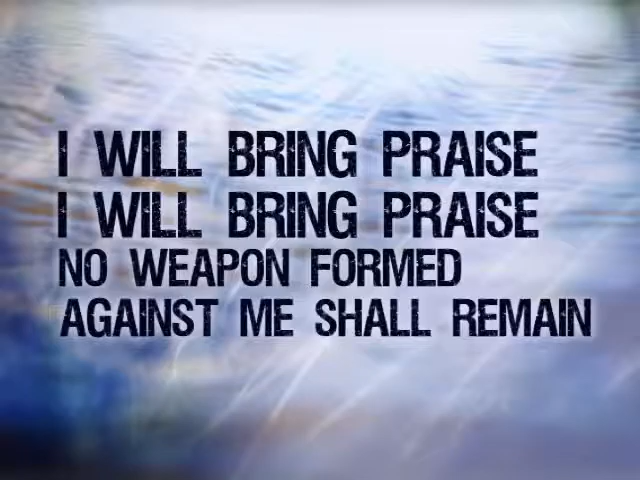 I WILL BRING PRAISE
I WILL BRING PRAISE
NO WEAPON FORMED
AGAINST ME SHALL REMAIN